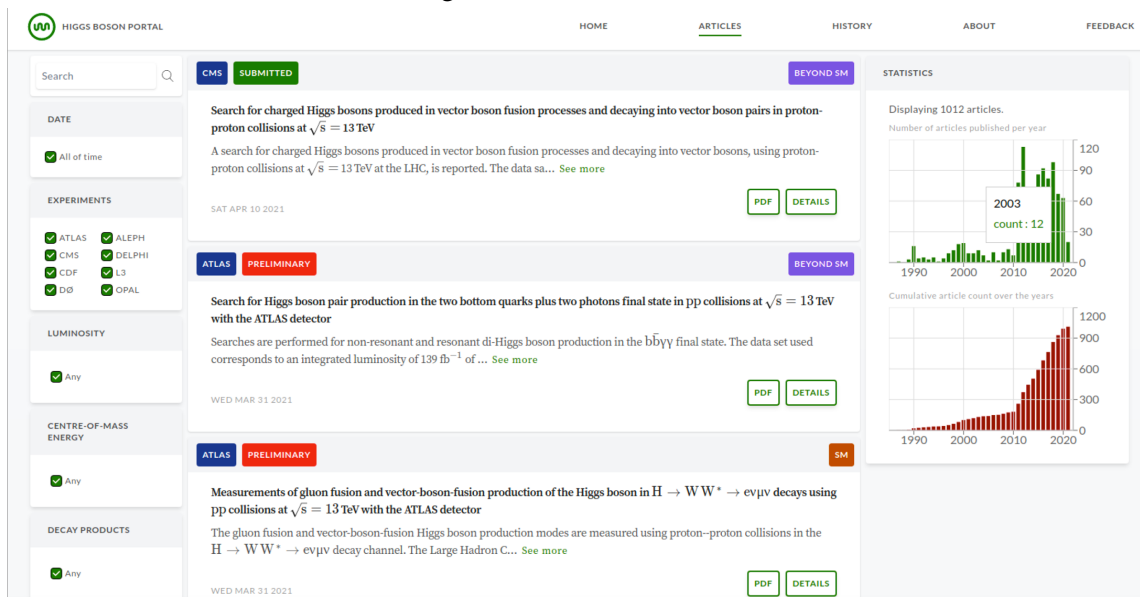 HIGGS BOSON PORTAL
HOME
ARTICLES
HISTORY
ABOUT
FEEDBACK
Search
DATE
All of time
EXPERIMENTS
ATLAS
ALEPH
CMS
DELPHI
CDF
L3
DØ
OPAL
LUMINOSITY
Any
CENTRE-OF-MASS
ENERGY
Any
DECAY PRODUCTS
Any
CMS
SUBMITTED
BEYOND SM
Search for charged Higgs bosons produced in vector boson fusion processes and decaying into vector boson pairs in proton-
proton collisions at √s = 13 TeV
A search for charged Higgs bosons produced in vector boson fusion processes and decaying into vector bosons, using proton-
proton collisions at √s = 13 TeV at the LHC, is reported. The data sa... See more
SAT APR 10 2021
PDF
DETAILS
ATLAS
PRELIMINARY
BEYOND SM
Search for Higgs boson pair production in the two bottom quarks plus two photons final state in pp collisions at √s = 13 TeV
with the ATLAS detector
Searches are performed for non-resonant and resonant di-Higgs boson production in the bb̄γγ final state. The data set used
corresponds to an integrated luminosity of 139 fb⁻¹ of ... See more
WED MAR 31 2021
PDF
DETAILS
ATLAS
PRELIMINARY
SM
Measurements of gluon fusion and vector-boson-fusion production of the Higgs boson in H → W W* → eνμν decays using
pp collisions at √s = 13 TeV with the ATLAS detector
The gluon fusion and vector-boson-fusion Higgs boson production modes are measured using proton--proton collisions in the
H → W W* → eνμν decay channel. The Large Hadron C... See more
WED MAR 31 2021
PDF
DETAILS
STATISTICS
Displaying 1012 articles.
Number of articles published per year
120
90
60
30
0
2003
count : 12
1990
2000
2010
2020
Cumulative article count over the years
1200
900
600
300
0
1990
2000
2010
2020